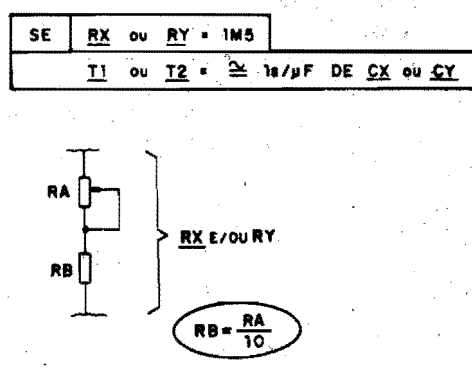 SE RX ou RY = 1M5
T1 ou T2 = ≅ 1s/µF DE CX ou CY
RA
RX E/OU RY
RB
RB = RA/10